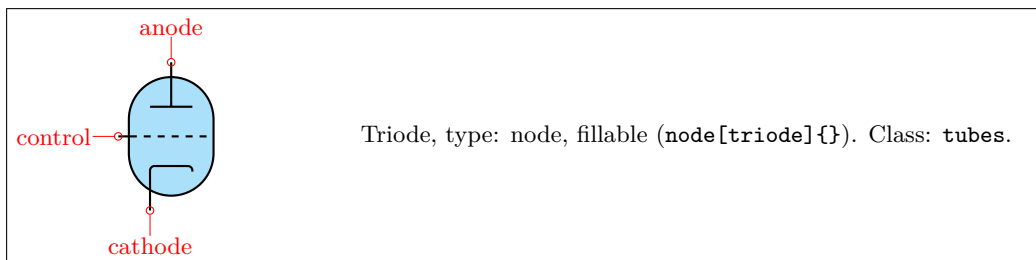 anode
control
Triode, type: node, fillable (node[triode]{}). Class: tubes.
cathode